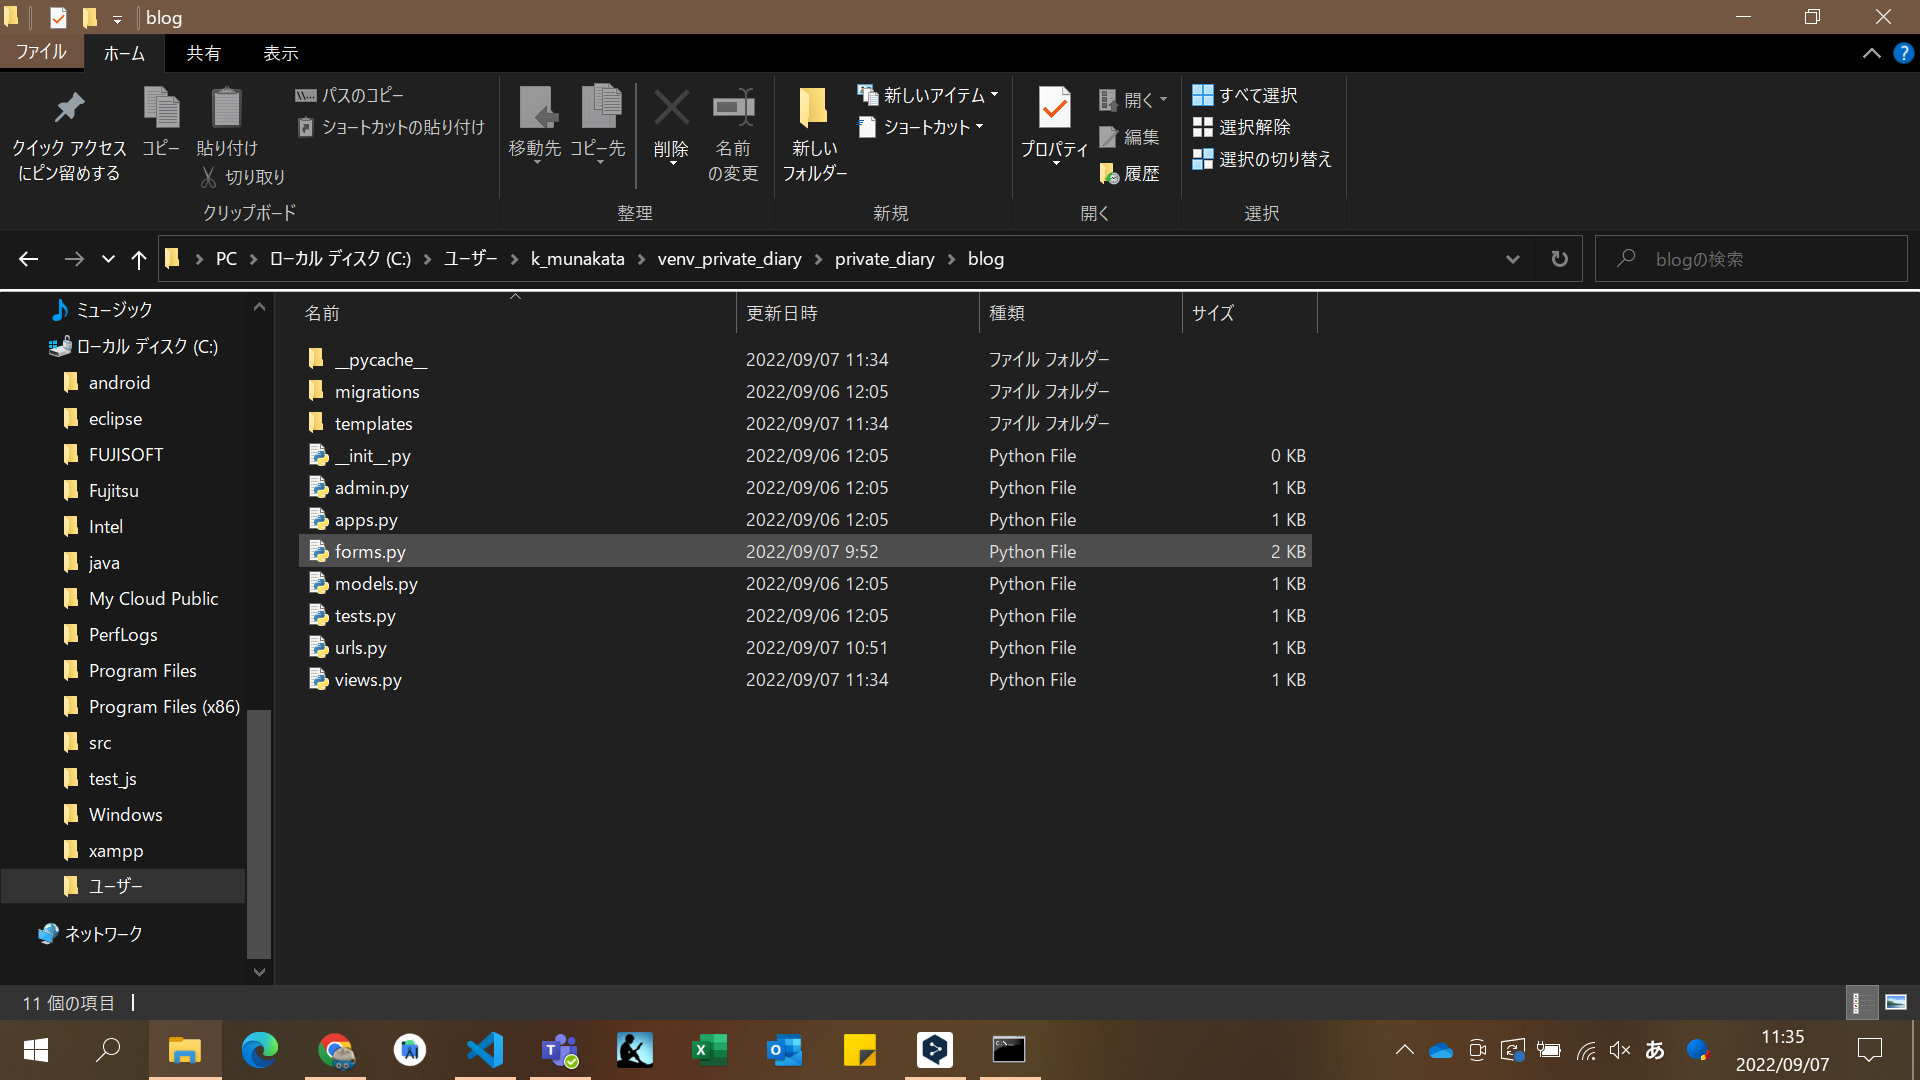 blog
ファイル ホーム 共有 表示
クイック アクセス
にピン留めする
コピー
貼り付け
パスのコピー
ショートカットの貼り付け
切り取り
クリップボード
移動先
コピー先
削除
名前
の変更
整理
新しい
フォルダー
新しいアイテム
ショートカット
新規
プロパティ
開く
編集
履歴
開く
すべて選択
選択解除
選択の切り替え
選択
PC ローカル ディスク (C:) ユーザー k_munakata venv_private_diary private_diary blog
blogの検索
ミュージック
ローカル ディスク (C:)
android
eclipse
FUJISOFT
Fujitsu
Intel
java
My Cloud Public
PerfLogs
Program Files
Program Files (x86)
src
test_js
Windows
xampp
ユーザー
ネットワーク
名前 更新日時 種類 サイズ
__pycache__ 2022/09/07 11:34 ファイル フォルダー
migrations 2022/09/06 12:05 ファイル フォルダー
templates 2022/09/07 11:34 ファイル フォルダー
__init__.py 2022/09/06 12:05 Python File 0 KB
admin.py 2022/09/06 12:05 Python File 1 KB
apps.py 2022/09/06 12:05 Python File 1 KB
forms.py 2022/09/07 9:52 Python File 2 KB
models.py 2022/09/06 12:05 Python File 1 KB
tests.py 2022/09/06 12:05 Python File 1 KB
urls.py 2022/09/07 10:51 Python File 1 KB
views.py 2022/09/07 11:34 Python File 1 KB
11 個の項目
あ
11:35
2022/09/07